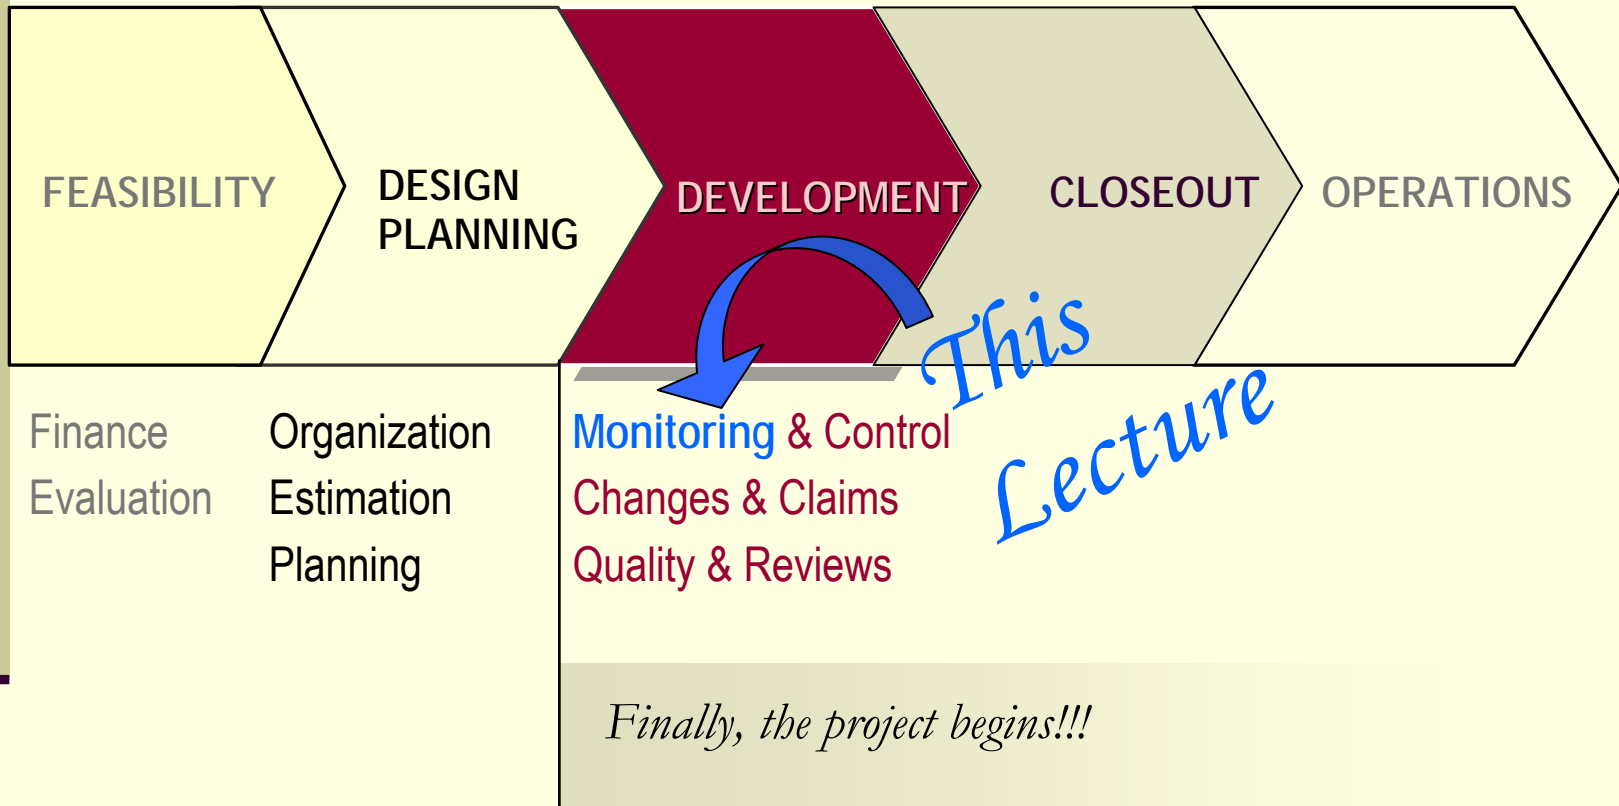 FEASIBILITY
DESIGN
PLANNING
DEVELOPMENT
CLOSEOUT
OPERATIONS
This
Lecture
Finance
Evaluation
Organization
Estimation
Planning
Monitoring & Control
Changes & Claims
Quality & Reviews
Finally, the project begins!!!